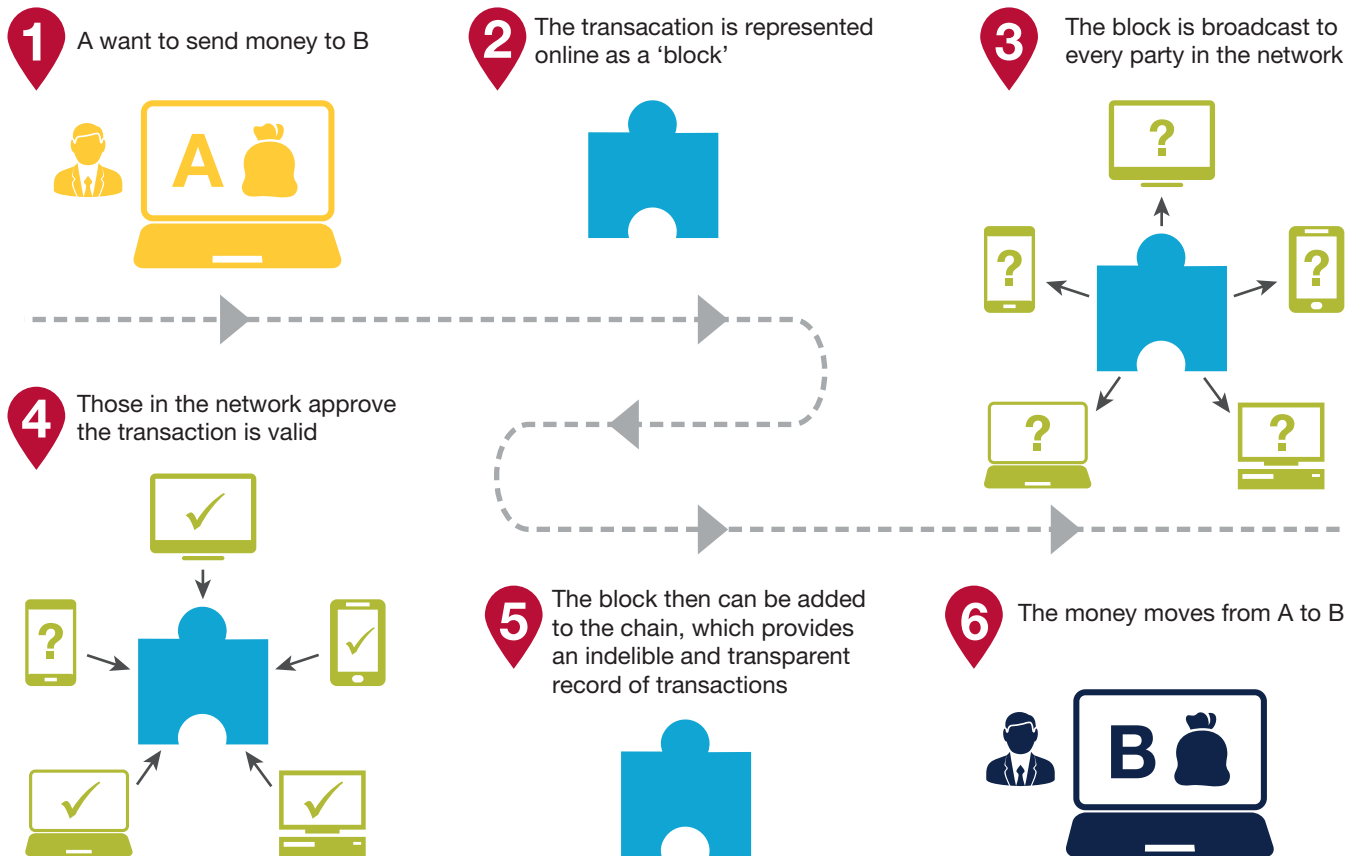 1
A want to send money to B
A
2
The transacation is represented
online as a ‘block’
3
The block is broadcast to
every party in the network
?
?
?
?
?
4
Those in the network approve
the transaction is valid
?
5
The block then can be added
to the chain, which provides
an indelible and transparent
record of transactions
6
The money moves from A to B
B